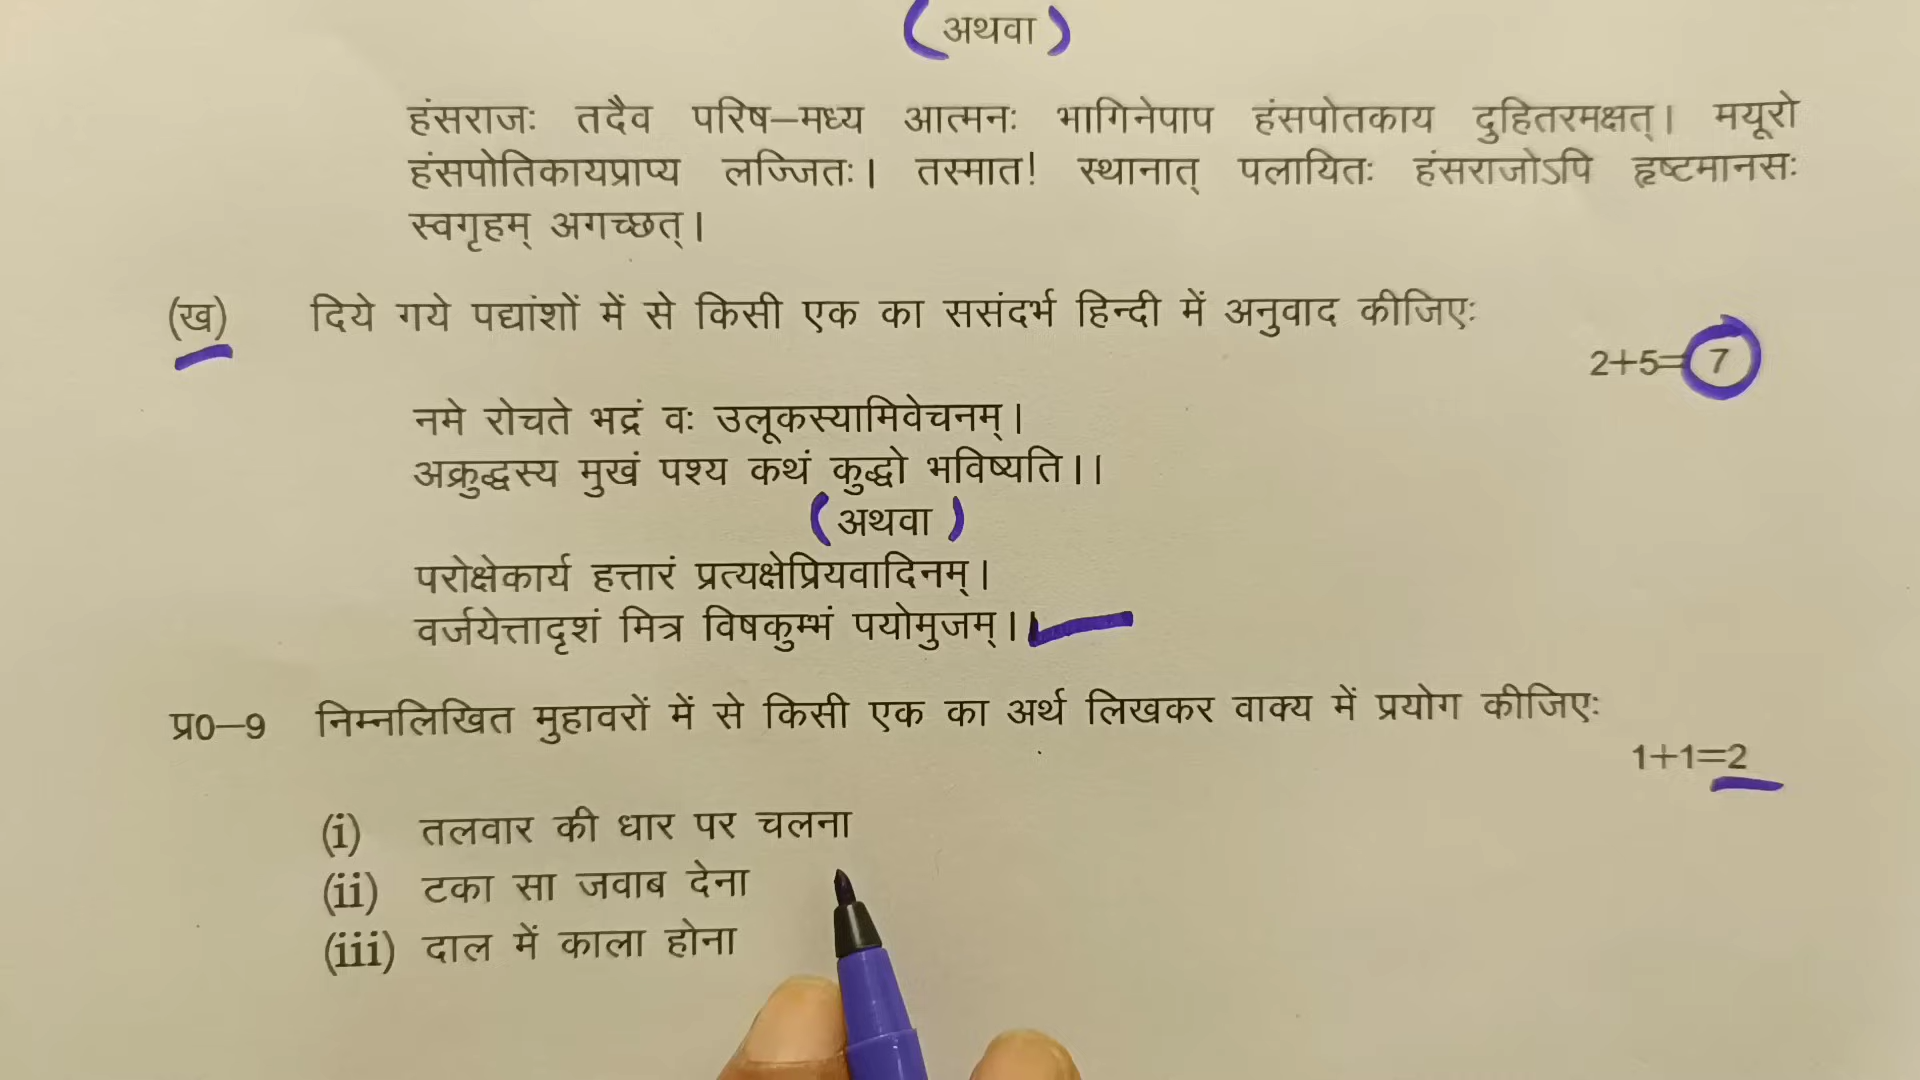 (अथवा)
हंसराजः तदैव परिष–मध्य आत्मनः भागिनेपाप हंसपोतकाय दुहितरमक्षत्। मयूरो
हंसपोतिकायप्राप्य लज्जितः। तस्मात! स्थानात् पलायितः हंसराजोऽपि हृष्टमानसः
स्वगृहम् अगच्छत्।
(ख) दिये गये पद्यांशों में से किसी एक का ससंदर्भ हिन्दी में अनुवाद कीजिएः
2+5=7
नमे रोचते भद्रं वः उलूकस्यामिवेचनम्।
अक्रुद्धस्य मुखं पश्य कथं कुद्धो भविष्यति।।
(अथवा)
परोक्षेकार्य हत्तारं प्रत्यक्षेप्रियवादिनम्।
वर्जयेत्तादृशं मित्र विषकुम्भं पयोमुजम्।।
प्र0–9 निम्नलिखित मुहावरों में से किसी एक का अर्थ लिखकर वाक्य में प्रयोग कीजिएः
1+1=2
(i) तलवार की धार पर चलना
(ii) टका सा जवाब देना
(iii) दाल में काला होना